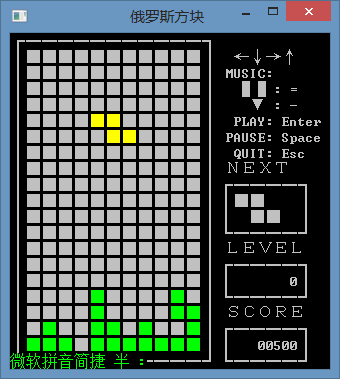 俄罗斯方块
←↓→↑
MUSIC:
▐▌▐▌ : =
▼ : -
PLAY: Enter
PAUSE: Space
QUIT: Esc
NEXT
LEVEL
0
SCORE
00500
微软拼音简捷 半 :